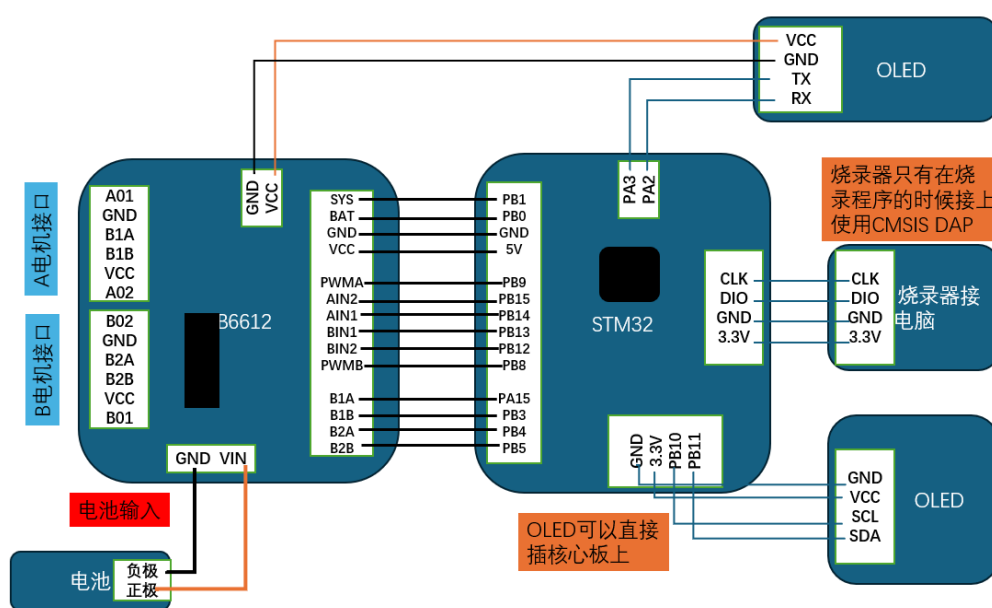 VCC
GND
TX
RX
OLED
A电机接口
A01
GND
B1A
B1B
VCC
A02
B电机接口
B02
GND
B2A
B2B
VCC
B01
B6612
GND
VCC
SYS
BAT
GND
VCC
PWMA
AIN2
AIN1
BIN1
BIN2
PWMB
B1A
B1B
B2A
B2B
GND VIN
电池输入
电池
负极
正极
PB1
PB0
GND
5V
PB9
PB15
PB14
PB13
PB12
PB8
PA15
PB3
PB4
PB5
STM32
PA3
PA2
CLK
DIO
GND
3.3V
GND
3.3V
PB10
PB11
OLED可以直接
插核心板上
烧录器只有在烧
录程序的时候接上
使用CMSIS DAP
CLK
DIO
GND
3.3V
烧录器接
电脑
GND
VCC
SCL
SDA
OLED